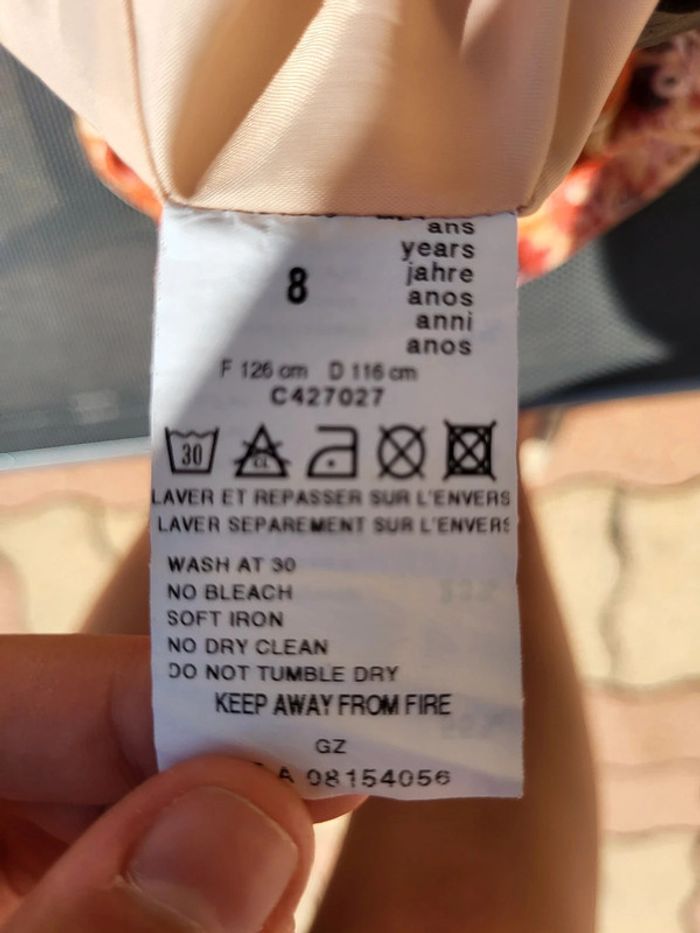 ans
years
8 jahre
anos
anni
anos
F 126 cm D 116 cm
C427027
30 CL
LAVER ET REPASSER SUR L'ENVERS
LAVER SEPAREMENT SUR L'ENVERS
WASH AT 30
NO BLEACH
SOFT IRON
NO DRY CLEAN
DO NOT TUMBLE DRY
KEEP AWAY FROM FIRE
GZ
A 08154056